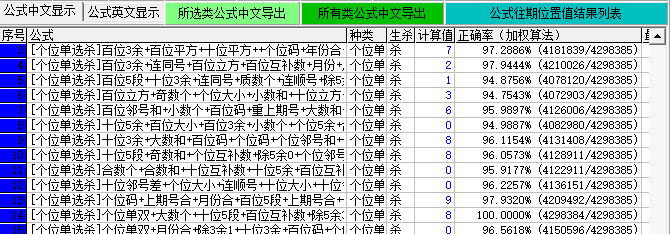 公式中文显示 公式英文显示 所选类公式中文导出 所有类公式中文导出 公式往期位置值结果列表
序号 公式 种类 生杀 计算值 正确率（加权算法）
3 [个位单选杀]百位3余+百位平方+十位平方++个位码+年份合 个位单 杀 7 97.2886% (4181839/4298385)
4 [个位单选杀]百位3余+连同号+百位立方+百位互补数+月份+ 个位单 杀 2 97.9444% (4210026/4298385)
5 [个位单选杀]百位5段++十位3余+连同号+质数个+连顺号+除5 个位单 杀 1 94.8756% (4078120/4298385)
6 [个位单选杀]百位立方+奇数个+个位大小+小数和+十位立方+ 个位单 杀 3 94.7542% (4072903/4298385)
7 [个位单选杀]百位邻号和+小数个+百位码+重上期号+大数和+ 个位单 杀 6 95.9897% (4126006/4298385)
8 [个位单选杀]十位5余+百位大小+百位3余+小数个+个位5余+ 个位单 杀 0 94.9887% (4082980/4298385)
9 [个位单选杀]十位3余+大数和+百位码+个位码+个位邻号和+ 个位单 杀 8 96.1154% (4131408/4298385)
10 [个位单选杀]十位5段+奇数和+个位互补数+除5余0+个位邻号 个位单 杀 8 96.0573% (4128911/4298385)
11 [个位单选杀]合数个+合数和+十位互补数+十位5余+百位互补 个位单 杀 0 95.9177% (4122911/4298385)
12 [个位单选杀]十位邻号差+个位大小+连顺号+十位大小+十位 个位单 杀 0 96.2257% (4136151/4298385)
13 [个位单选杀]个位码+上期号合+月份合+百位5段+上期号合+ 个位单 杀 9 97.9320% (4209492/4298385)
14 [个位单选杀]个位单双+大数个+十位5段+百位互补数+除5余 个位单 杀 8 100.0000% (4298384/4298385)
15 [个位单选杀]个位单双+月份合+除3余1+十位3余+百位码+百 个位单 杀 0 96.5618% (4150596/4298385)